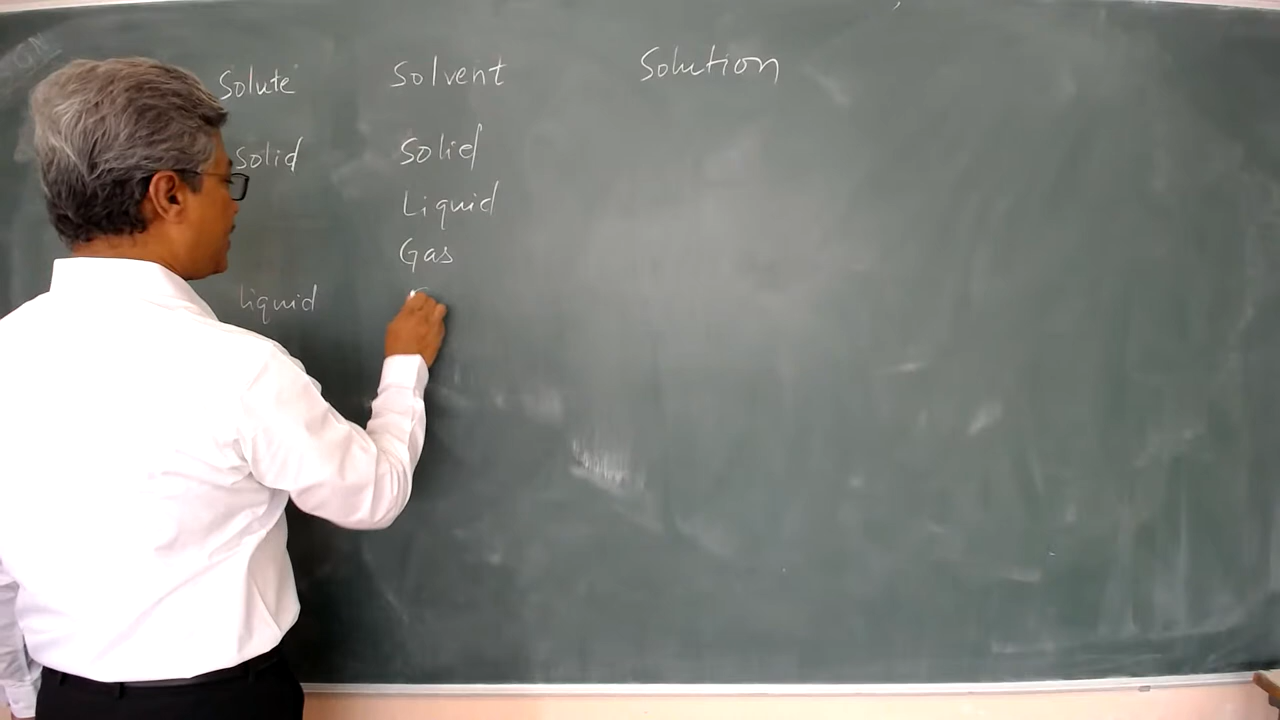 Solute Solvent Solution
Solid Solid
Liquid
Gas
Liquid